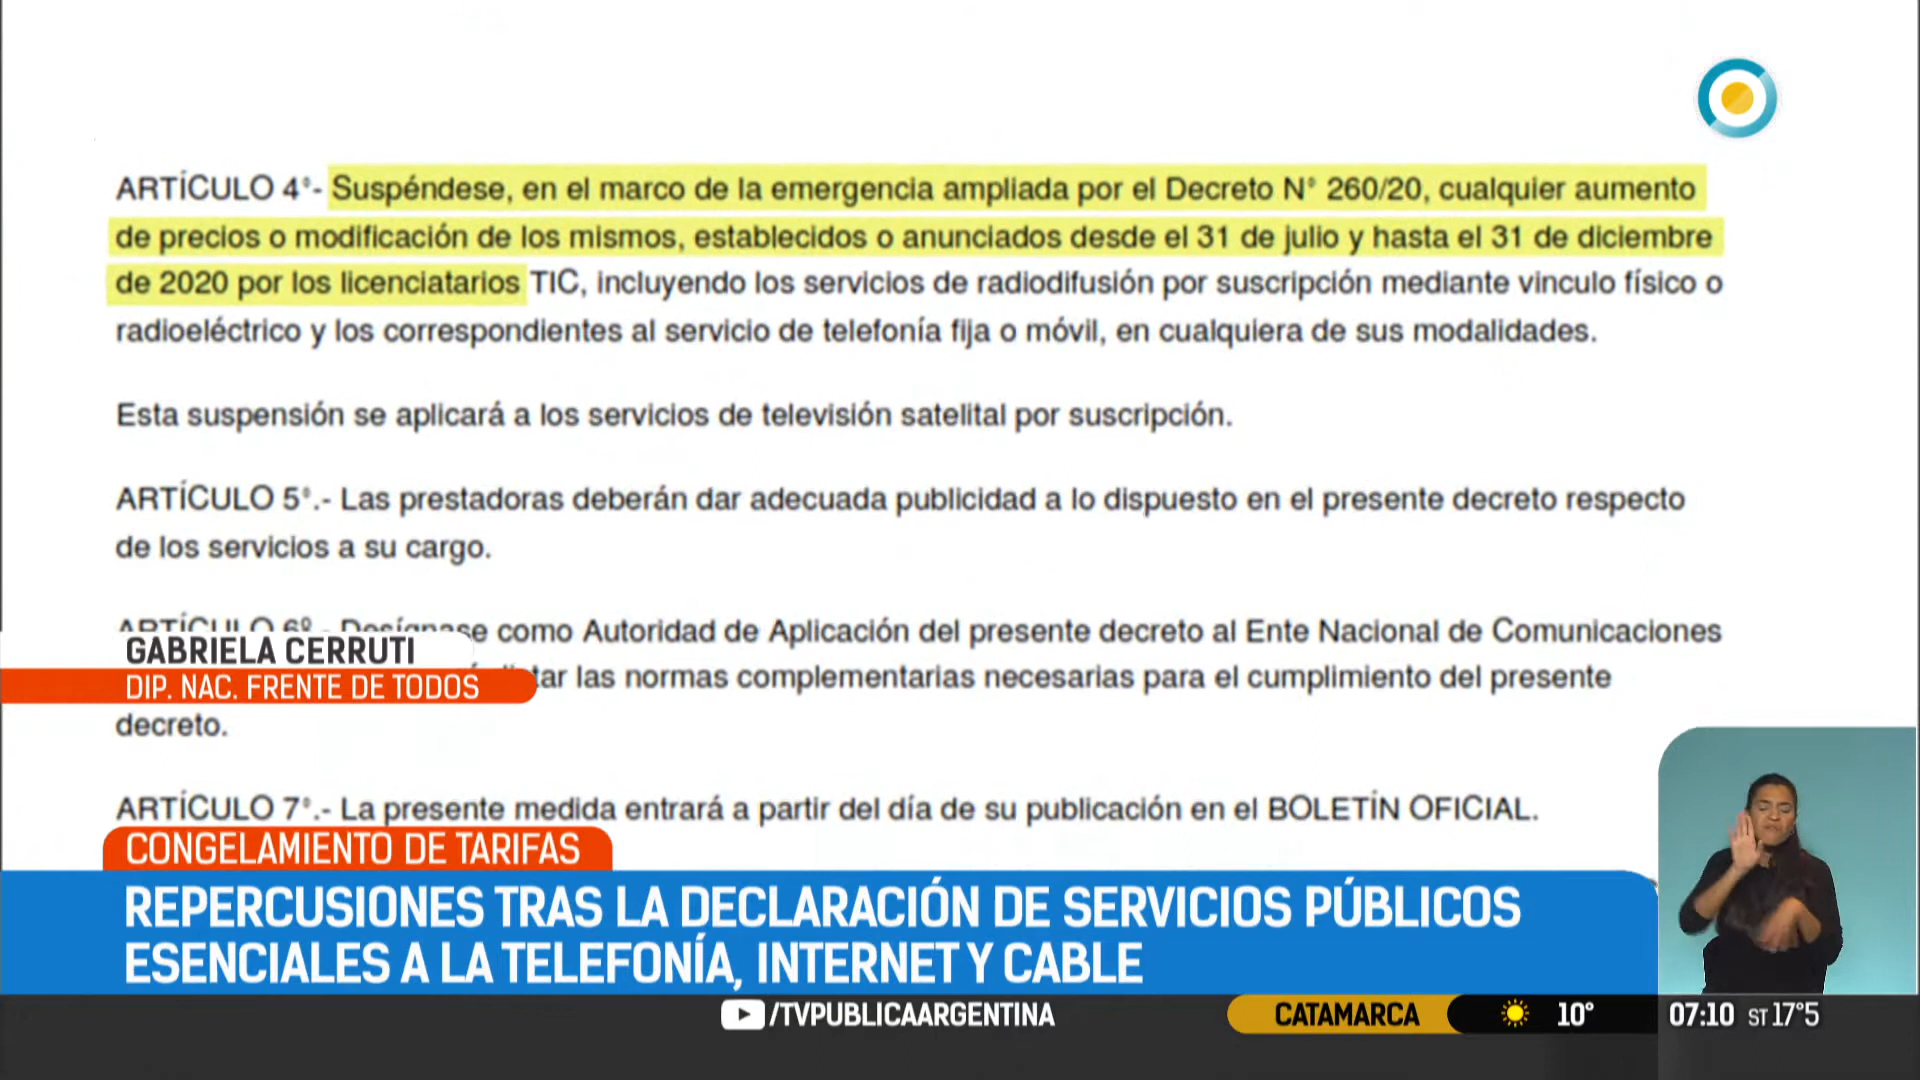 ARTÍCULO 4°- Suspéndese, en el marco de la emergencia ampliada por el Decreto N° 260/20, cualquier aumento
de precios o modificación de los mismos, establecidos o anunciados desde el 31 de julio y hasta el 31 de diciembre
de 2020 por los licenciatarios TIC, incluyendo los servicios de radiodifusión por suscripción mediante vinculo físico o
radioeléctrico y los correspondientes al servicio de telefonía fija o móvil, en cualquiera de sus modalidades.
Esta suspensión se aplicará a los servicios de televisión satelital por suscripción.
ARTÍCULO 5°.- Las prestadoras deberán dar adecuada publicidad a lo dispuesto en el presente decreto respecto
de los servicios a su cargo.
ARTÍCULO 6º.- Desígnase como Autoridad de Aplicación del presente decreto al Ente Nacional de Comunicaciones
las normas complementarias necesarias para el cumplimiento del presente
decreto.
ARTÍCULO 7°.- La presente medida entrará a partir del día de su publicación en el BOLETÍN OFICIAL.
GABRIELA CERRUTI
DIP. NAC. FRENTE DE TODOS
CONGELAMIENTO DE TARIFAS
REPERCUSIONES TRAS LA DECLARACIÓN DE SERVICIOS PÚBLICOS
ESENCIALES A LA TELEFONÍA, INTERNET Y CABLE
/TVPUBLICAARGENTINA
CATAMARCA 10° 07:10 ST 17°5